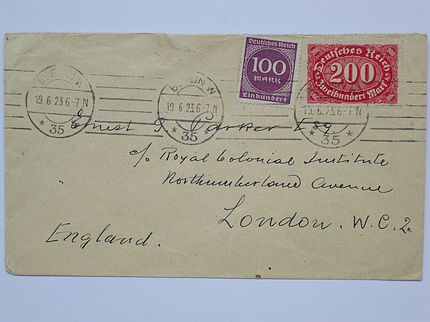 Deutsches Reich
100
MARK
Einhundert
Deutsches Reich
200
Zweihundert Mark
BERLIN W
19.6.23.6-7 N
* 35
BERLIN W
19.6.23.6-7 N
* 35
19.6.23.6-7 N
* 35
Ernest Parker Esq
c/o Royal Colonial Institute
Northumberland Avenue
London. W.C.2
England.